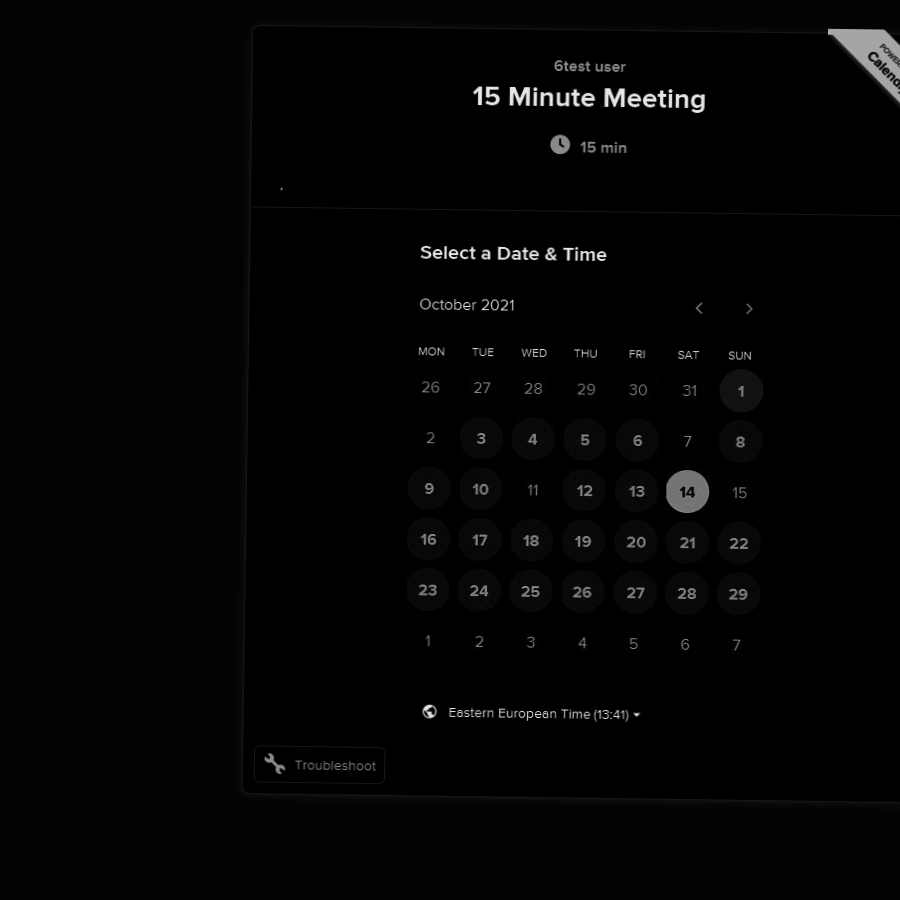 6test user
15 Minute Meeting
15 min
.
Select a Date & Time
October 2021
MON TUE WED THU FRI SAT SUN
26 27 28 29 30 31 1
2 3 4 5 6 7 8
9 10 11 12 13 14 15
16 17 18 19 20 21 22
23 24 25 26 27 28 29
1 2 3 4 5 6 7
Eastern European Time (13:41)
Troubleshoot